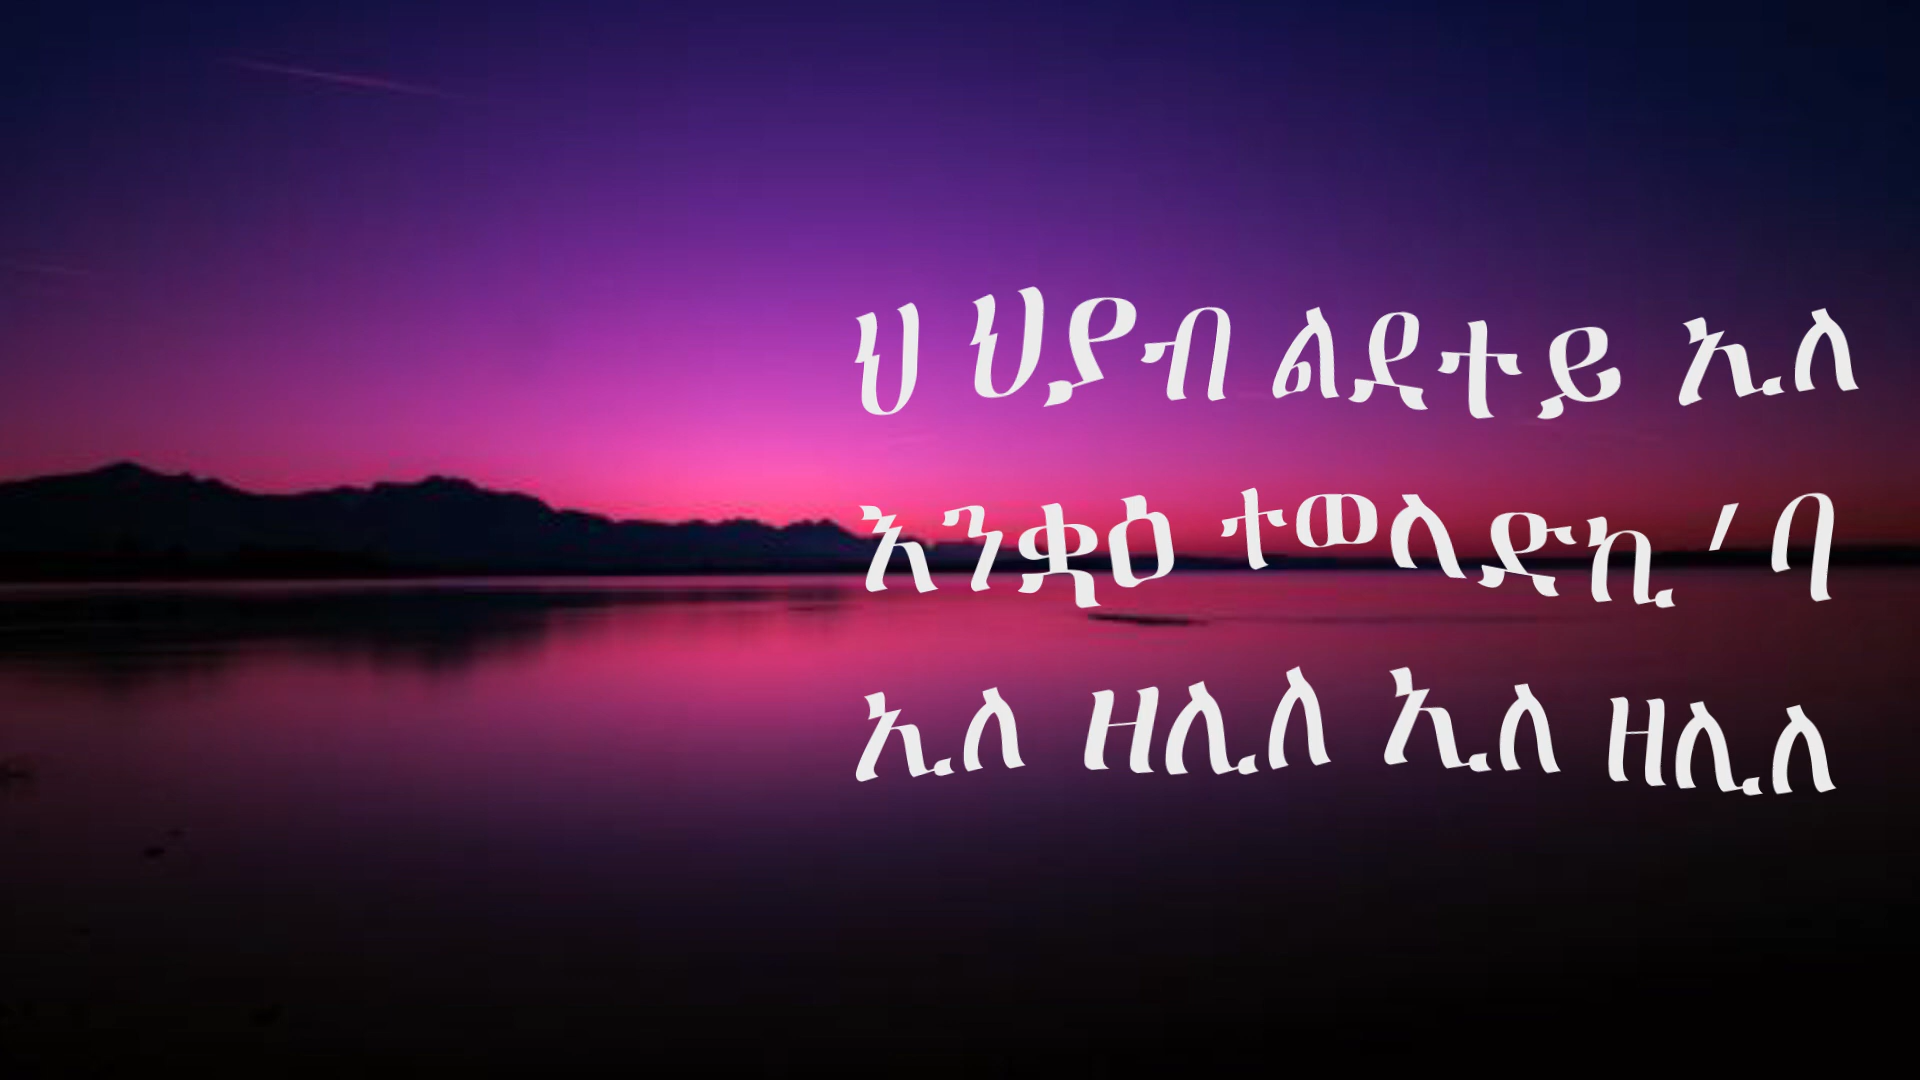 ህ ህያብ ልደተይ ኢለ
እንቋዕ ተወላድኪ ' ባ
ኢለ ዘሊለ ኢለ ዘሊለ